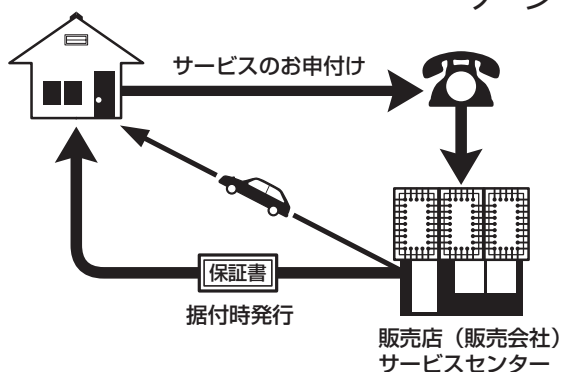 サービスのお申付け
保証書
据付時発行
販売店（販売会社）
サービスセンター